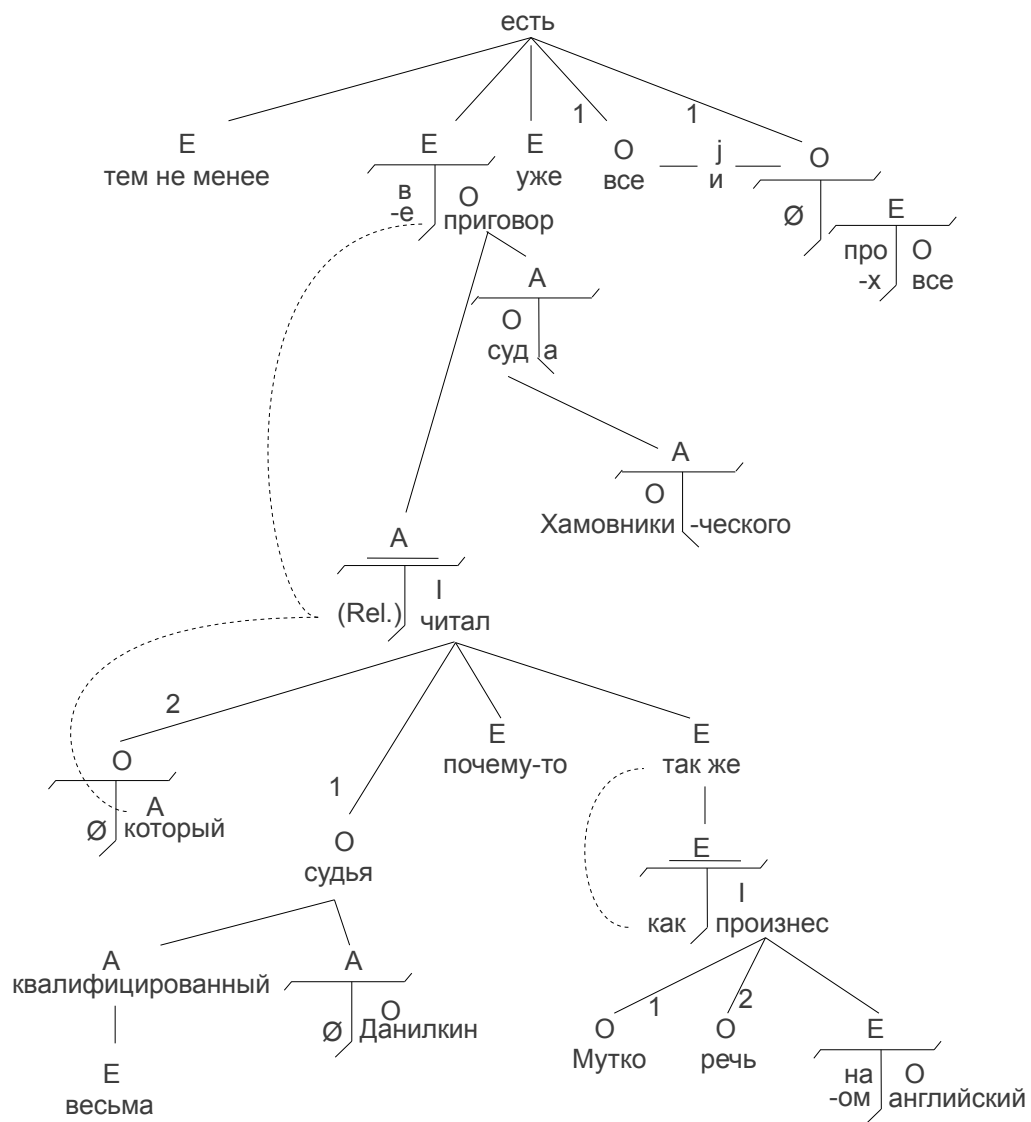 есть
1 1
E E E O j O
тем не менее уже все и
в O
-е приговор
Ø E
про O
-х все
A
O
суд а
A
O
Хамовники -ческого
A
I
(Rel.) читал
2
E E
почему-то так же
O
1
A
Ø который
O
судья
E
I
как произнес
A A
квалифицированный
O
Ø Данилкин
1 2
O O E
Мутко речь
E
весьма
на O
-ом английский